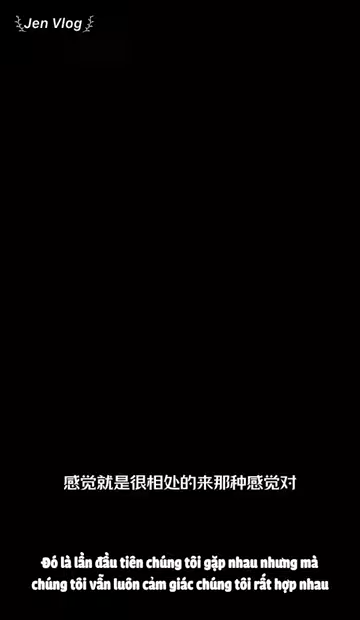 Jen Vlog
感觉就是很相处的来那种感觉对
Đó là lần đầu tiên chúng tôi gặp nhau nhưng mà
chúng tôi vẫn luôn cảm giác chúng tôi rất hợp nhau